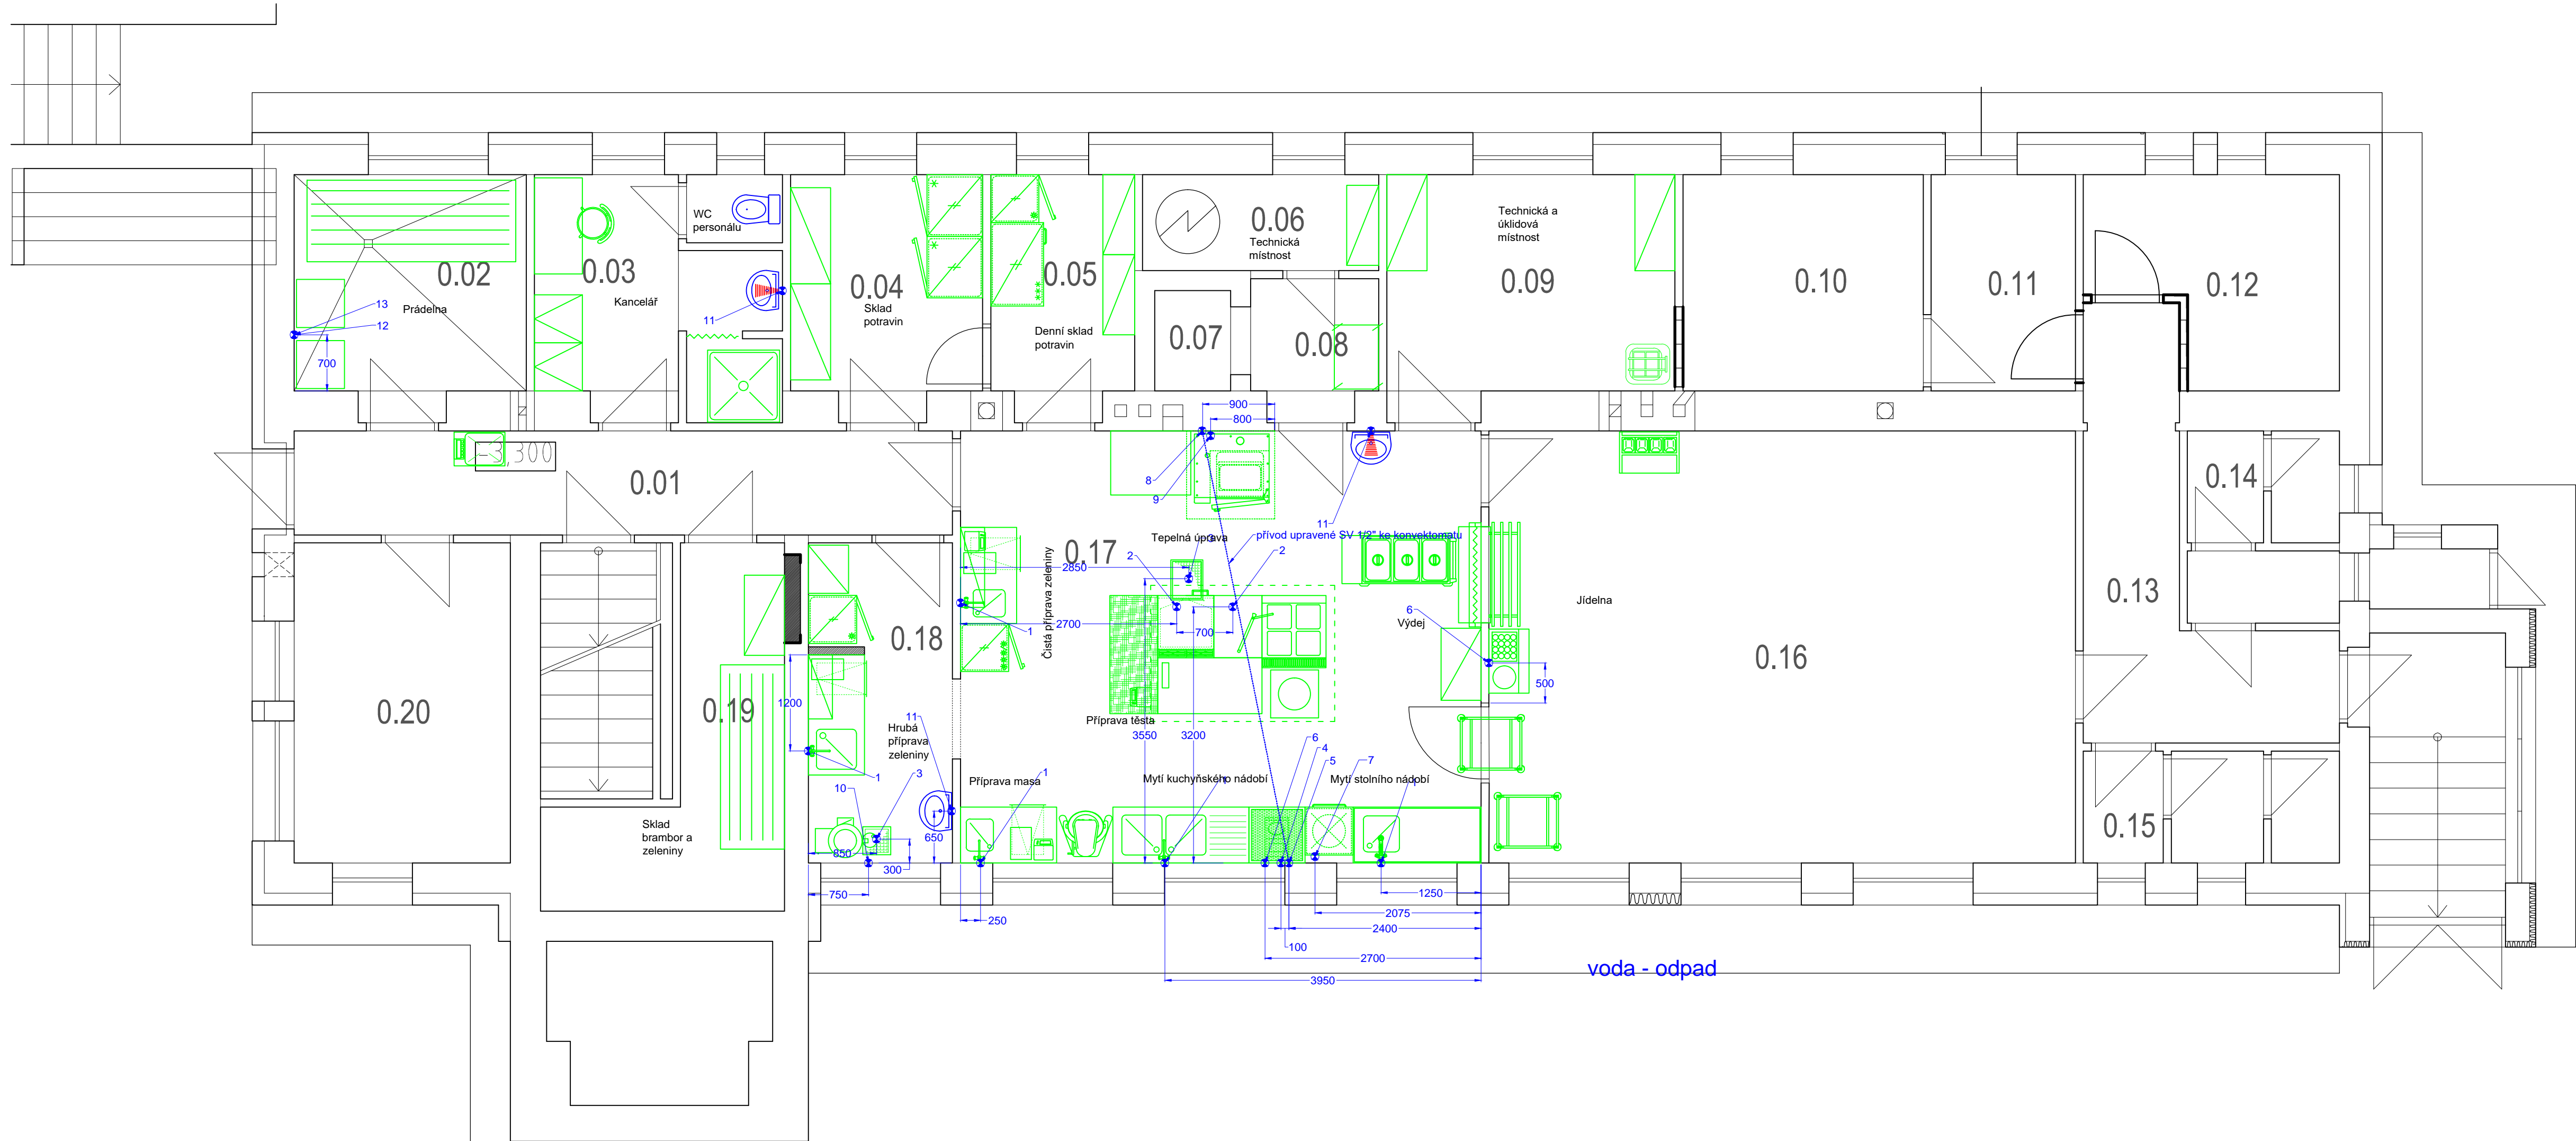 WC
personálu
0.02
0.03
0.04
0.05
0.06
Technická
místnost
Technická a
úklidová
místnost
0.09
0.10
0.11
0.12
Prádelna
Kancelář
Sklad
potravin
Denní sklad
potravin
0.07
0.08
13
12
11
700
900
800
-3,300
0.01
8
9
11
0.14
0.17
Tepelná úprava
3
přívod upravené SV 1/2" ke konvektomatu
2
2
2850
Čistá příprava zeleniny
0.13
Jídelna
6
Výdej
1
2700
700
0.18
0.16
500
1200
0.19
0.20
11
Hrubá
příprava
zeleniny
Příprava těsta
3550
3200
6
4
5
7
1
3
10
Příprava masa
1
Mytí kuchyňského nádobí
1
Mytí stolního nádobí
1
0.15
Sklad
brambor a
zeleniny
650
850
300
750
250
1250
2075
2400
100
2700
3950
voda - odpad